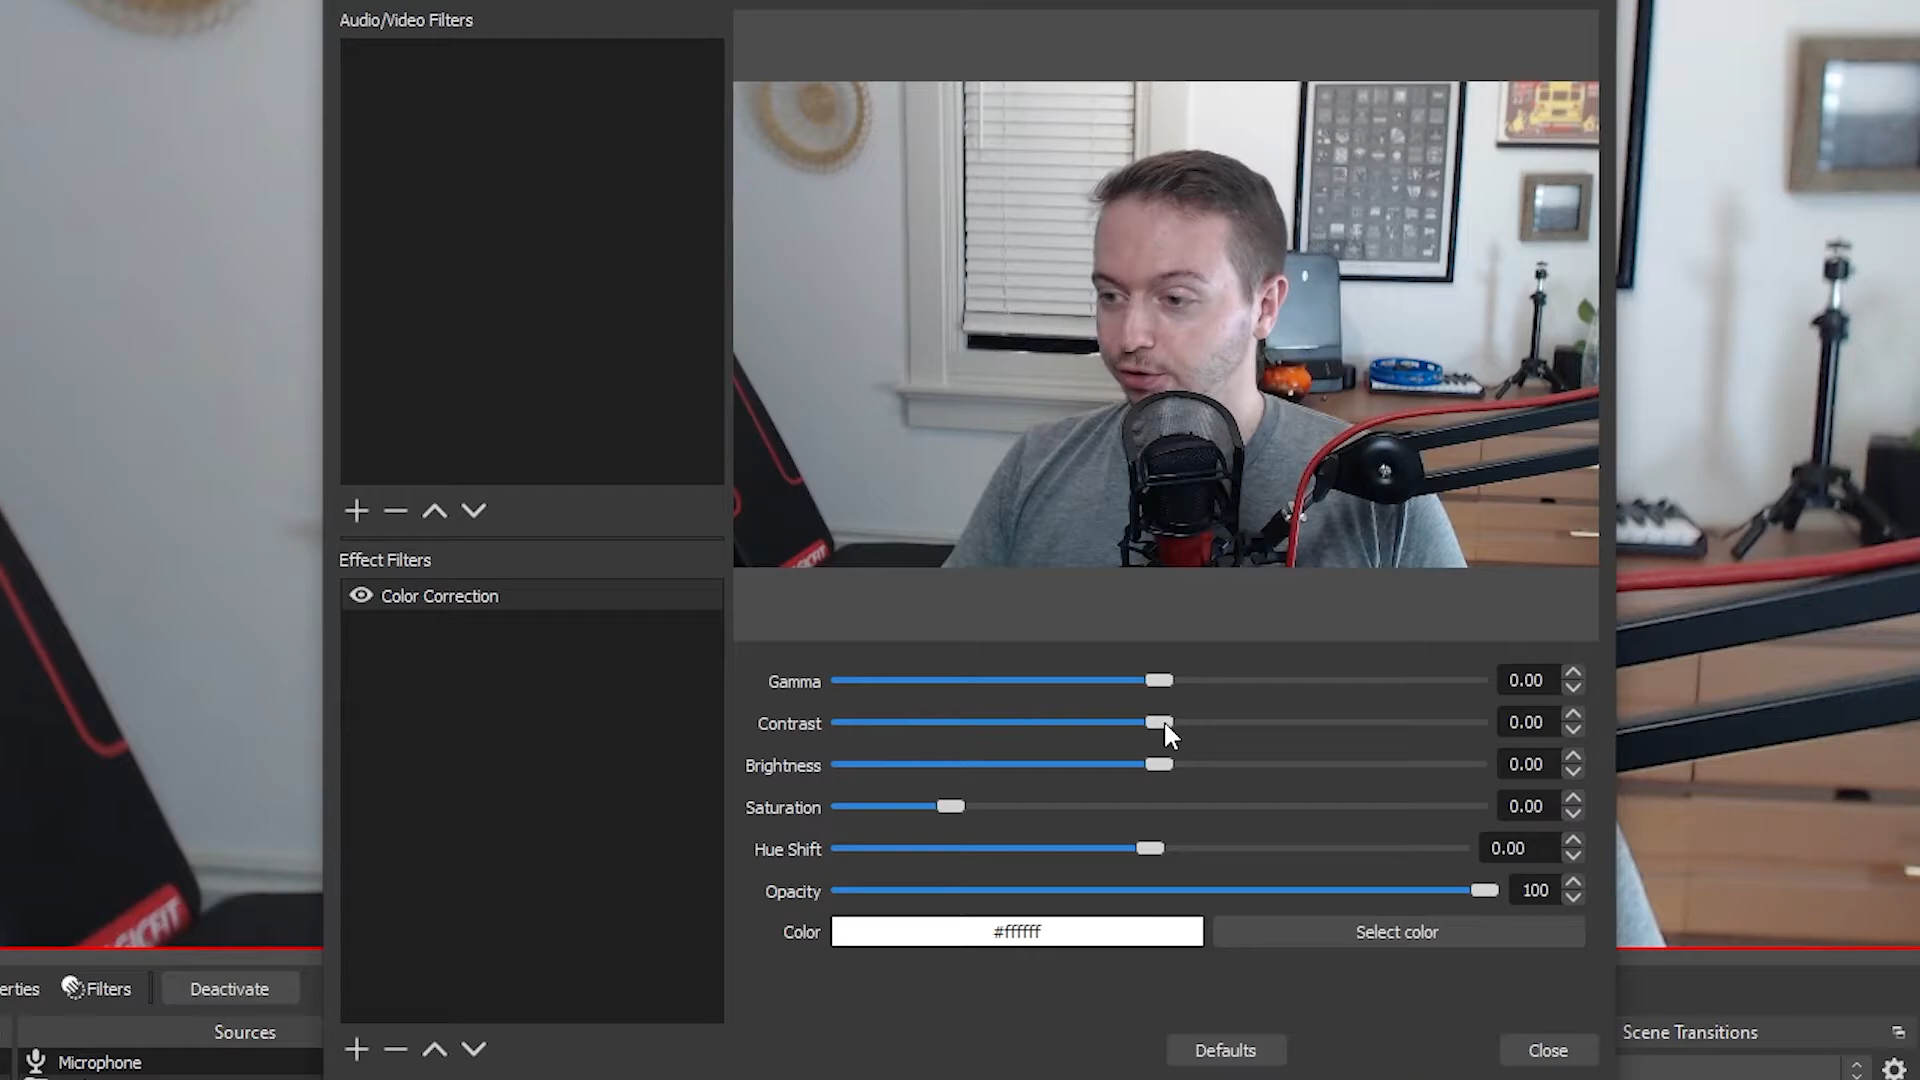 Audio/Video Filters
Effect Filters
Color Correction
Gamma 0.00
Contrast 0.00
Brightness 0.00
Saturation 0.00
Hue Shift 0.00
Opacity 100
Color #ffffff Select color
Defaults Close
erties Filters Deactivate
Sources
Microphone
Scene Transitions
GICFIT